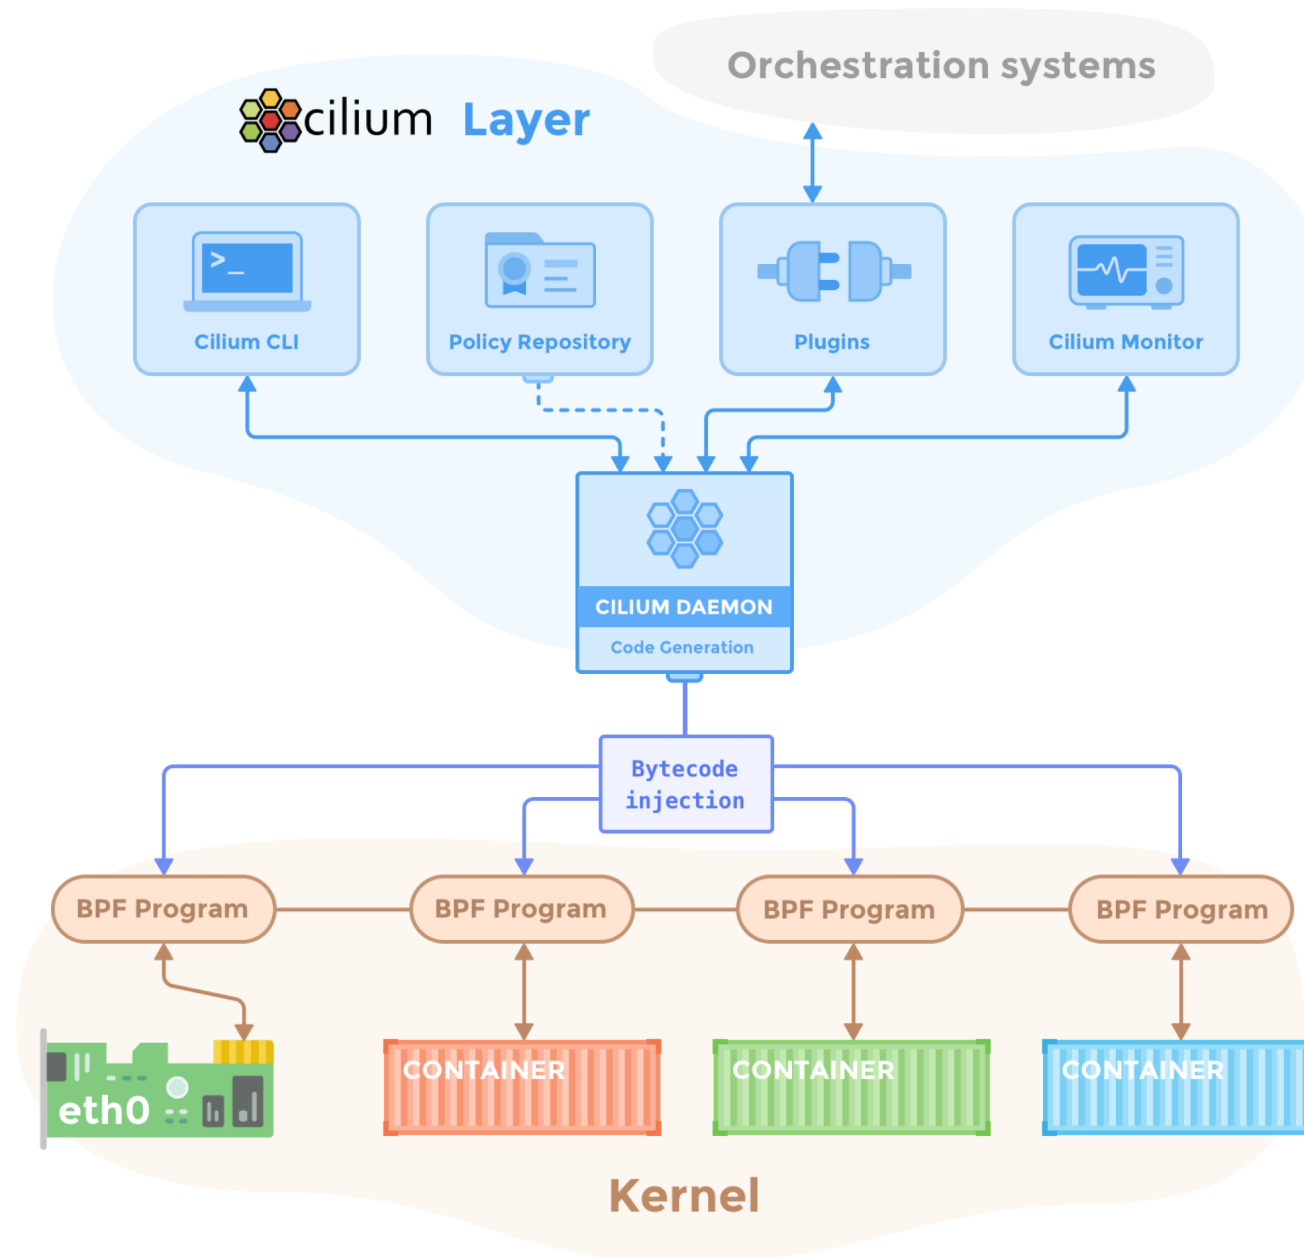 Orchestration systems
cilium Layer
>_
Cilium CLI
Policy Repository
Plugins
Cilium Monitor
CILIUM DAEMON
Code Generation
Bytecode
injection
BPF Program
BPF Program
BPF Program
BPF Program
eth0
CONTAINER
CONTAINER
CONTAINER
Kernel